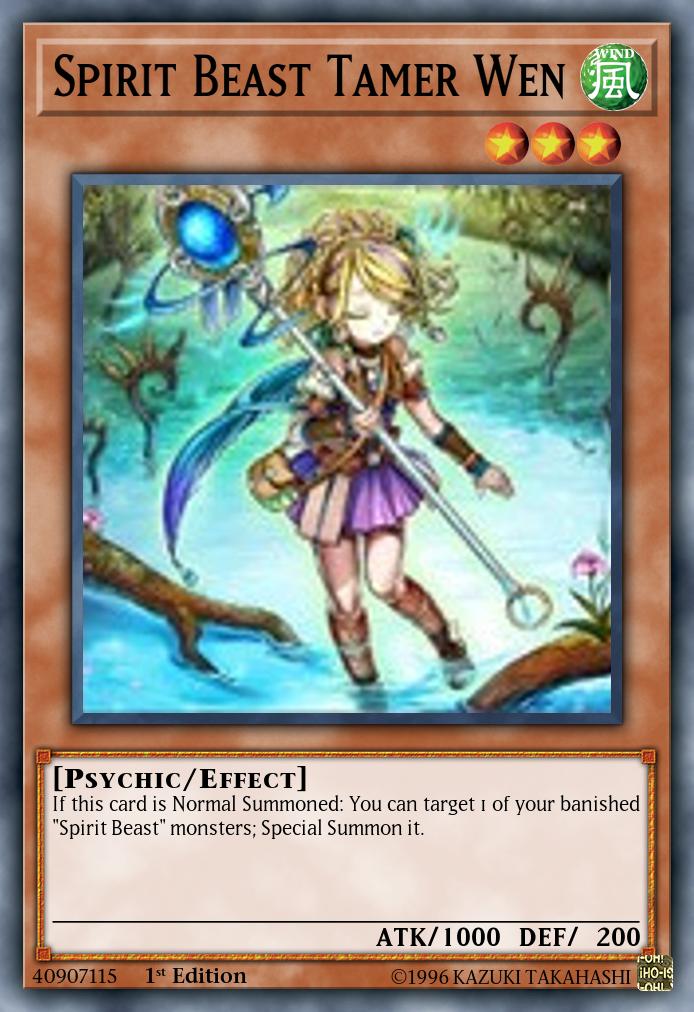 Spirit Beast Tamer Wen
WIND
風
[Psychic/Effect]
If this card is Normal Summoned: You can target 1 of your banished
"Spirit Beast" monsters; Special Summon it.
ATK/1000 DEF/ 200
40907115 1st Edition ©1996 KAZUKI TAKAHASHI